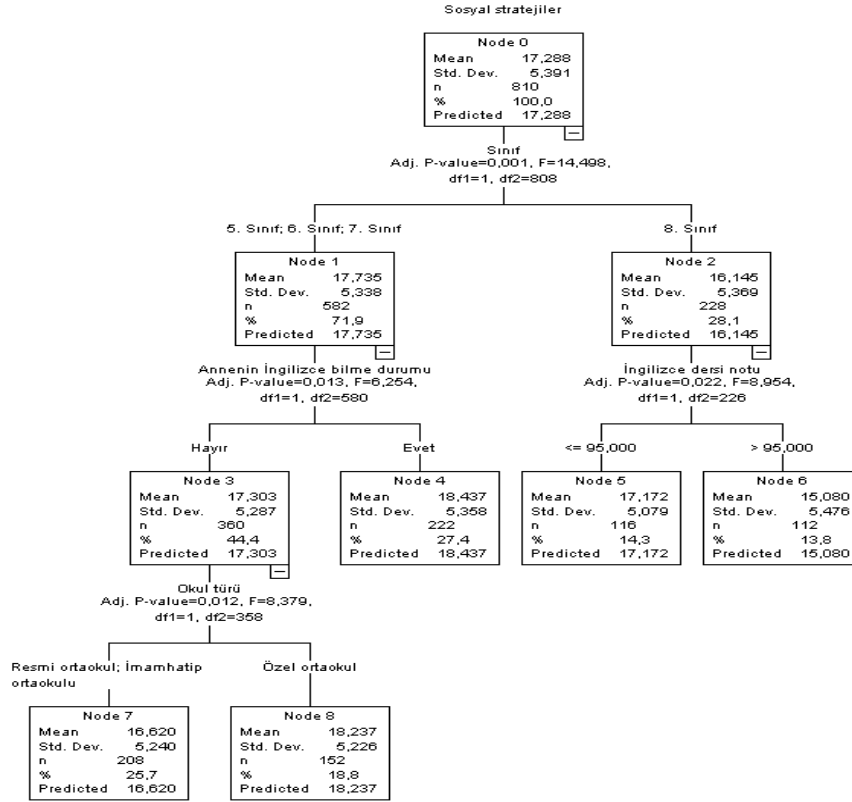 Sosyal stratejiler
Node 0
Mean 17,288
Std. Dev. 5,391
n 810
% 100,0
Predicted 17,288
Sınıf
Adj. P-value=0,001, F=14,498,
df1=1, df2=808
5. Sınıf; 6. Sınıf; 7. Sınıf
8. Sınıf
Node 1
Mean 17,735
Std. Dev. 5,338
n 582
% 71,9
Predicted 17,735
Node 2
Mean 16,145
Std. Dev. 5,369
n 228
% 28,1
Predicted 16,145
Annenin İngilizce bilme durumu
Adj. P-value=0,013, F=6,254,
df1=1, df2=580
İngilizce dersi notu
Adj. P-value=0,022, F=8,954,
df1=1, df2=226
Hayır
Evet
<= 95,000
> 95,000
Node 3
Mean 17,303
Std. Dev. 5,287
n 360
% 44,4
Predicted 17,303
Node 4
Mean 18,437
Std. Dev. 5,358
n 222
% 27,4
Predicted 18,437
Node 5
Mean 17,172
Std. Dev. 5,079
n 116
% 14,3
Predicted 17,172
Node 6
Mean 15,080
Std. Dev. 5,476
n 112
% 13,8
Predicted 15,080
Okul türü
Adj. P-value=0,012, F=8,379,
df1=1, df2=358
Resmi ortaokul; İmamhatip
ortaokulu
Özel ortaokul
Node 7
Mean 16,620
Std. Dev. 5,240
n 208
% 25,7
Predicted 16,620
Node 8
Mean 18,237
Std. Dev. 5,226
n 152
% 18,8
Predicted 18,237